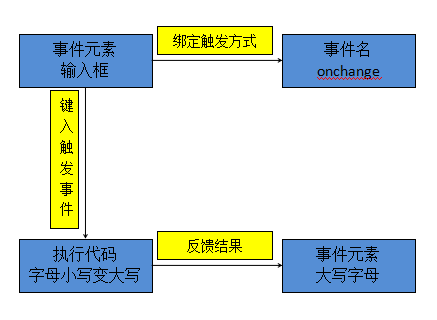 事件元素
输入框
绑定触发方式
事件名
onchange
键
入
触
发
事
件
执行代码
字母小写变大写
反馈结果
事件元素
大写字母